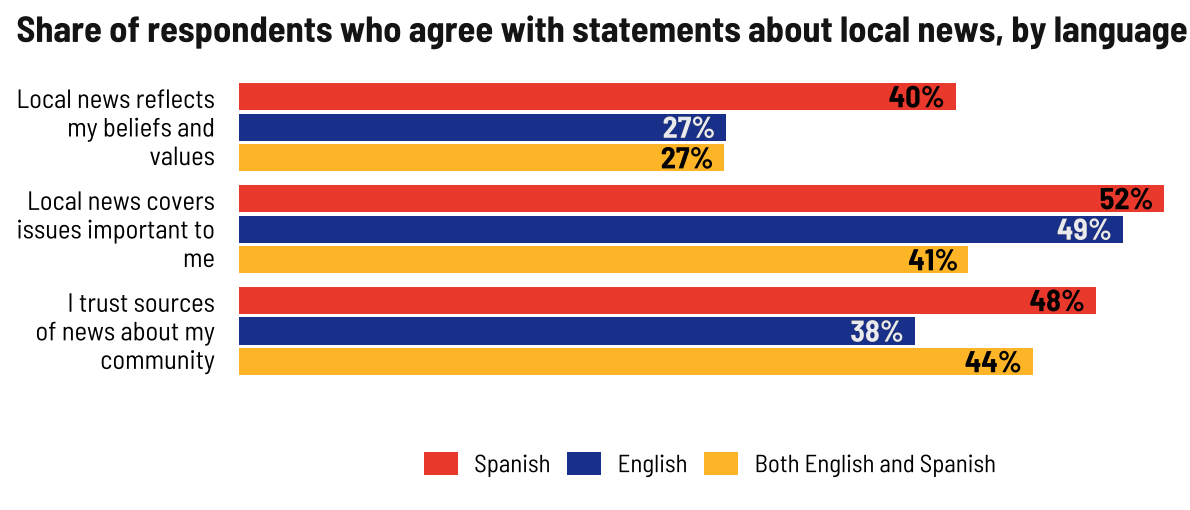 Share of respondents who agree with statements about local news, by language
Local news reflects
my beliefs and
values
40%
27%
27%
Local news covers
issues important to
me
52%
49%
41%
I trust sources
of news about my
community
48%
38%
44%
Spanish
English
Both English and Spanish